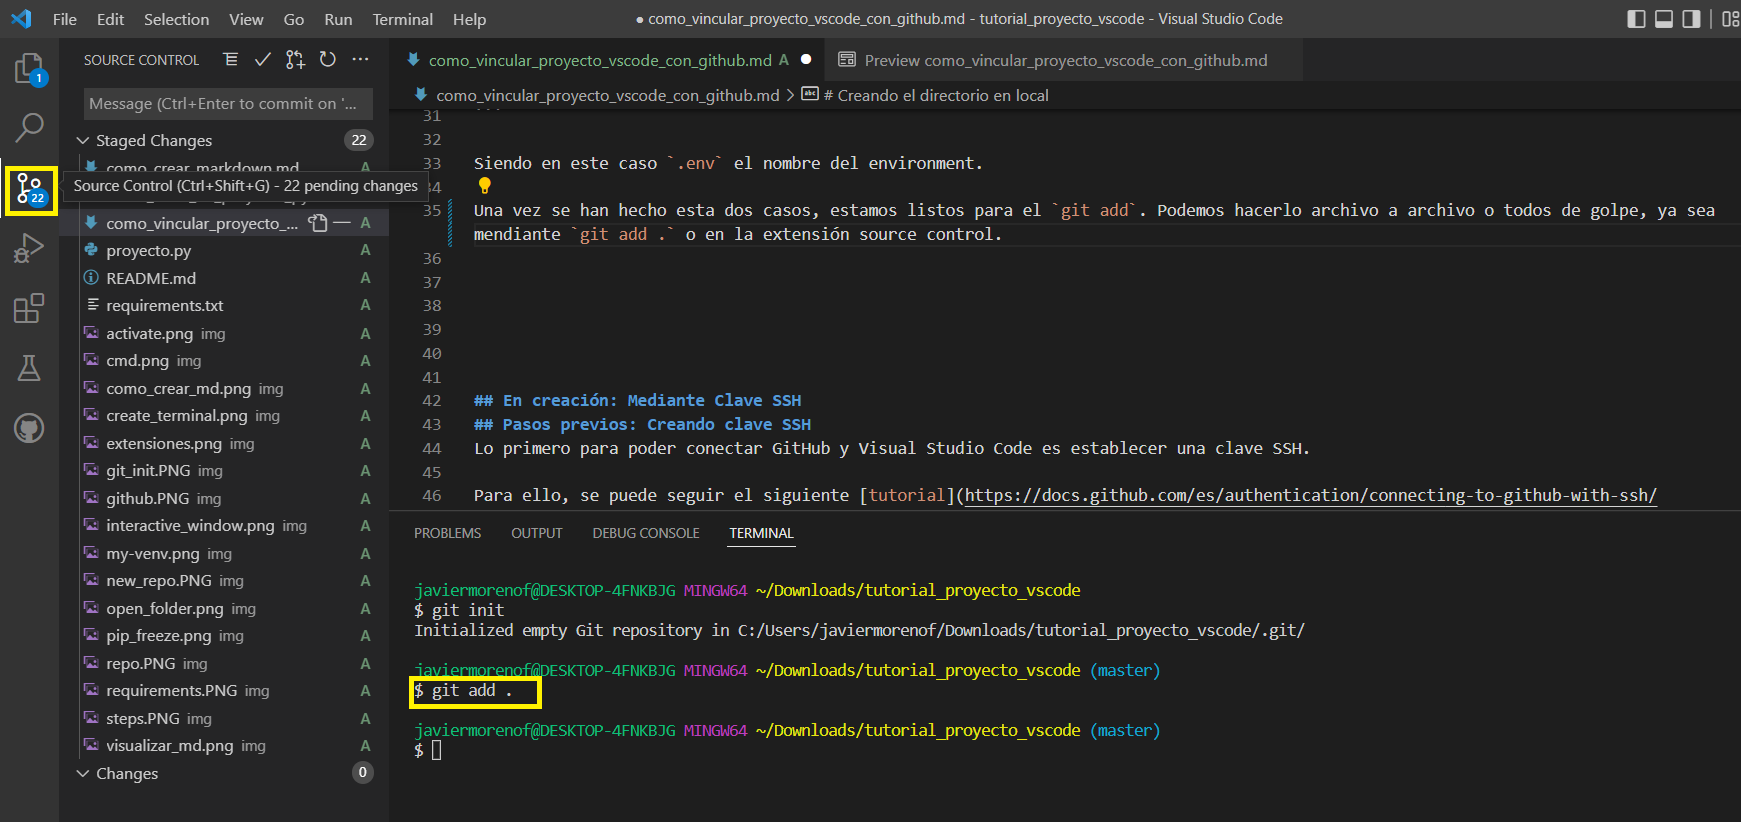 File Edit Selection View Go Run Terminal Help
● como_vincular_proyecto_vscode_con_github.md - tutorial_proyecto_vscode - Visual Studio Code
SOURCE CONTROL
como_vincular_proyecto_vscode_con_github.md A ●
Preview como_vincular_proyecto_vscode_con_github.md
1
Message (Ctrl+Enter to commit on '...
como_vincular_proyecto_vscode_con_github.md > # Creando el directorio en local
Staged Changes 22
como_crear_markdown.md A
Source Control (Ctrl+Shift+G) - 22 pending changes
22
como_vincular_proyecto_... A
proyecto.py A
README.md A
requirements.txt A
activate.png img A
cmd.png img A
como_crear_md.png img A
create_terminal.png img A
extensiones.png img A
git_init.PNG img A
github.PNG img A
interactive_window.png img A
my-venv.png img A
new_repo.PNG img A
open_folder.png img A
pip_freeze.png img A
repo.PNG img A
requirements.PNG img A
steps.PNG img A
visualizar_md.png img A
Changes 0
31
32
33 Siendo en este caso `.env` el nombre del environment.
34
35 Una vez se han hecho esta dos casos, estamos listos para el `git add`. Podemos hacerlo archivo a archivo o todos de golpe, ya sea
mendiante `git add .` o en la extensión source control.
36
37
38
39
40
41
42 ## En creación: Mediante Clave SSH
43 ## Pasos previos: Creando clave SSH
44 Lo primero para poder conectar GitHub y Visual Studio Code es establecer una clave SSH.
45
46 Para ello, se puede seguir el siguiente [tutorial](https://docs.github.com/es/authentication/connecting-to-github-with-ssh/
PROBLEMS OUTPUT DEBUG CONSOLE TERMINAL
javiermorenof@DESKTOP-4FNKBJG MINGW64 ~/Downloads/tutorial_proyecto_vscode
$ git init
Initialized empty Git repository in C:/Users/javiermorenof/Downloads/tutorial_proyecto_vscode/.git/
javiermorenof@DESKTOP-4FNKBJG MINGW64 ~/Downloads/tutorial_proyecto_vscode (master)
$ git add .
javiermorenof@DESKTOP-4FNKBJG MINGW64 ~/Downloads/tutorial_proyecto_vscode (master)
$